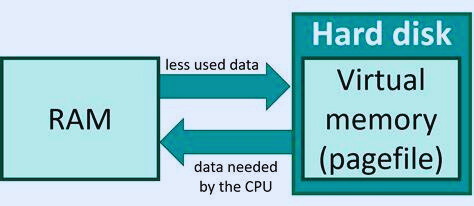 Hard disk
less used data
RAM
Virtual
memory
(pagefile)
data needed
by the CPU